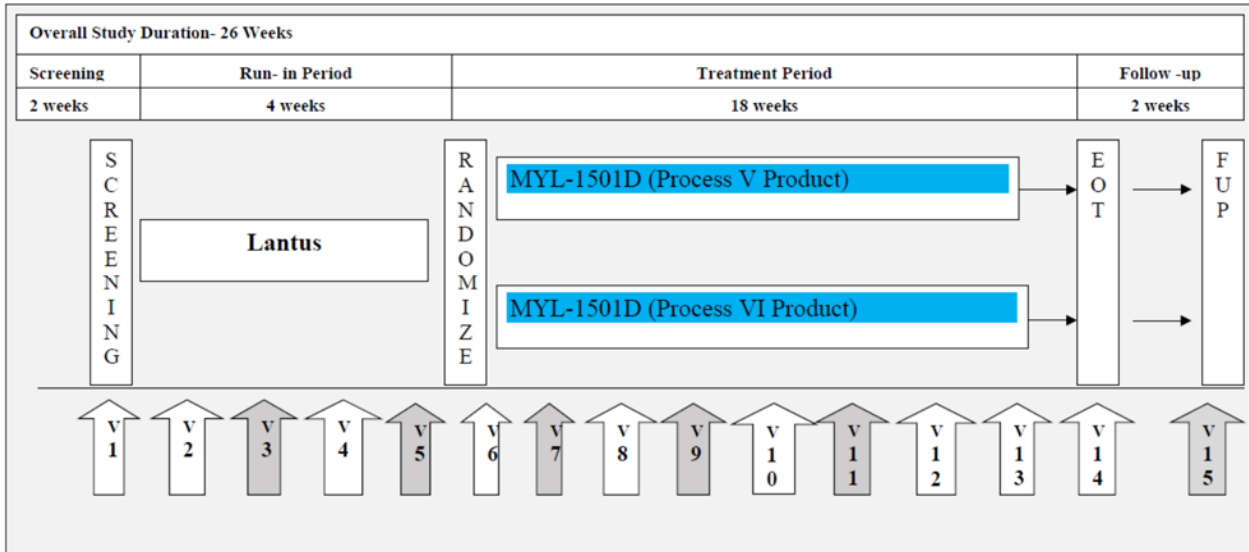 Overall Study Duration- 26 Weeks
Screening Run- in Period Treatment Period Follow -up
2 weeks 4 weeks 18 weeks 2 weeks
SCREENING
Lantus
RANDOMIZE
MYL-1501D (Process V Product)
MYL-1501D (Process VI Product)
EOT
FUP
V1 V2 V3 V4 V5 V6 V7 V8 V9 V10 V11 V12 V13 V14 V15